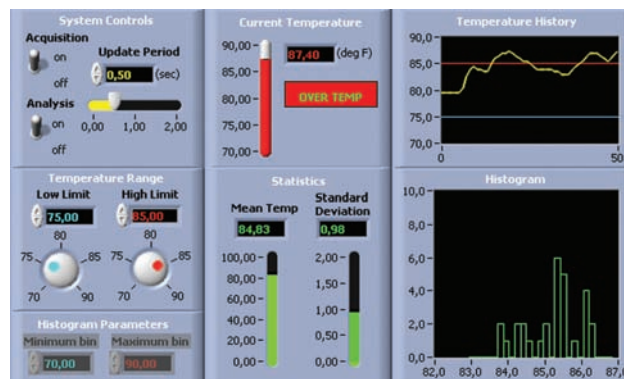 System Controls
Acquisition
on
off
Update Period
0,50 (sec)
Analysis
on
off
0,00 1,00 2,00
Temperature Range
Low Limit High Limit
75,00 85,00
80 80
75 85 75 85
70 90 70 90
Histogram Parameters
Minimum bin Maximum bin
70,00 90,00
Current Temperature
90,00
85,00
80,00
75,00
70,00
87,40 (deg F)
OVER TEMP
Statistics
Mean Temp
84,83
100,00
80,00
60,00
40,00
20,00
0,00
Standard
Deviation
0,98
2,00
1,50
1,00
0,50
0,00
Temperature History
90,0
85,0
80,0
75,0
70,0
0 50
Histogram
10,0
8,0
6,0
4,0
2,0
0,0
82,0 83,0 84,0 85,0 86,0 87,0